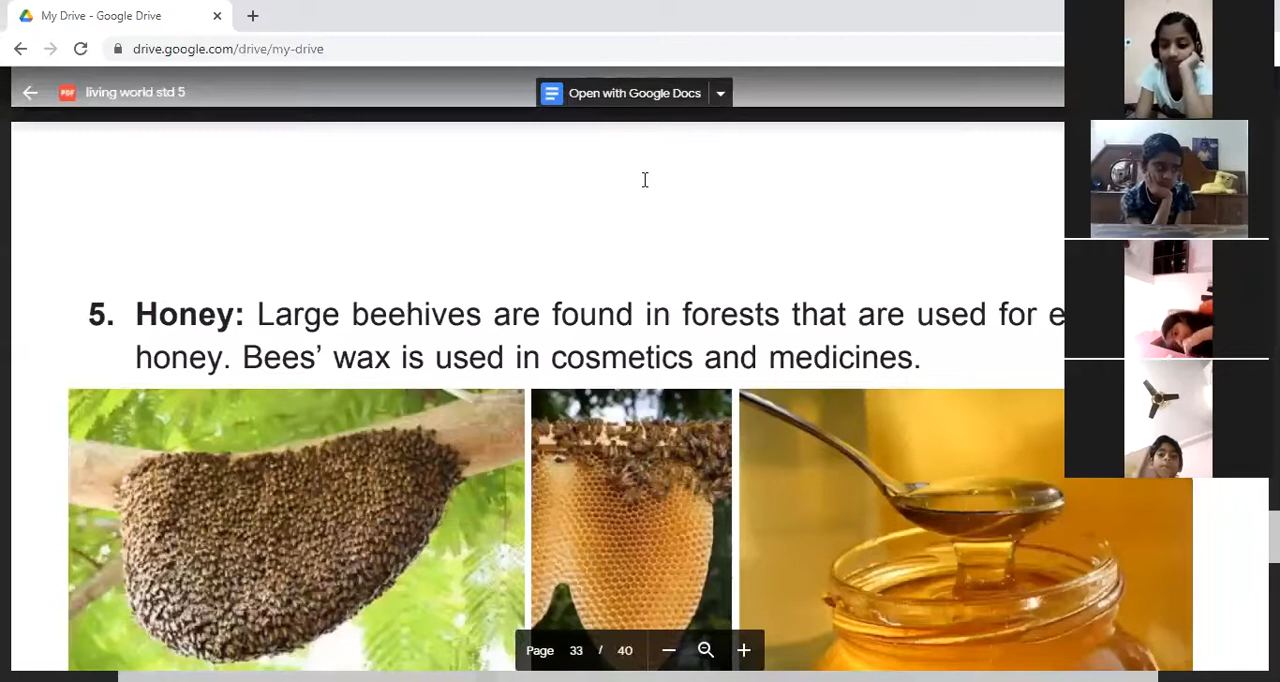 My Drive - Google Drive
drive.google.com/drive/my-drive
PDF
living world std 5
Open with Google Docs
5. Honey: Large beehives are found in forests that are used for
honey. Bees’ wax is used in cosmetics and medicines.
Page 33 / 40